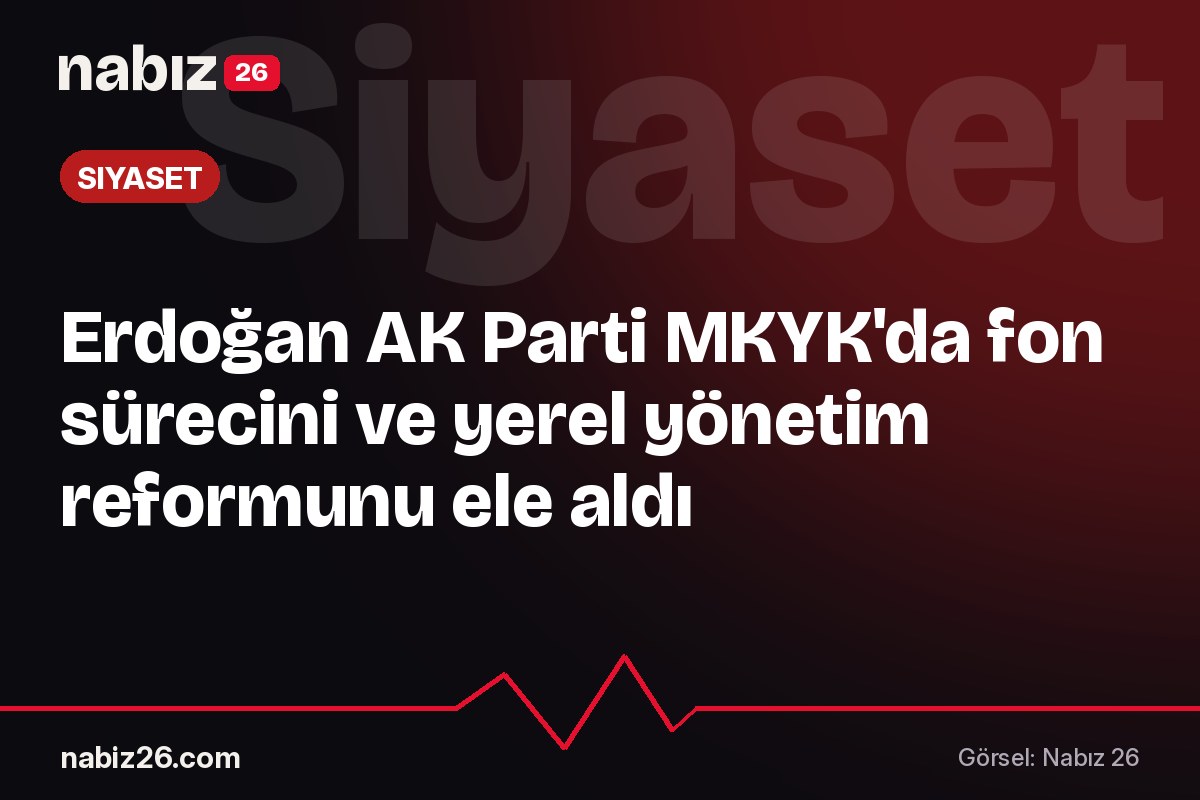 Siyaset
nabız 26
SIYASET
Erdoğan AK Parti MKYK'da fon
sürecini ve yerel yönetim
reformunu ele aldı
nabiz26.com
Görsel: Nabız 26